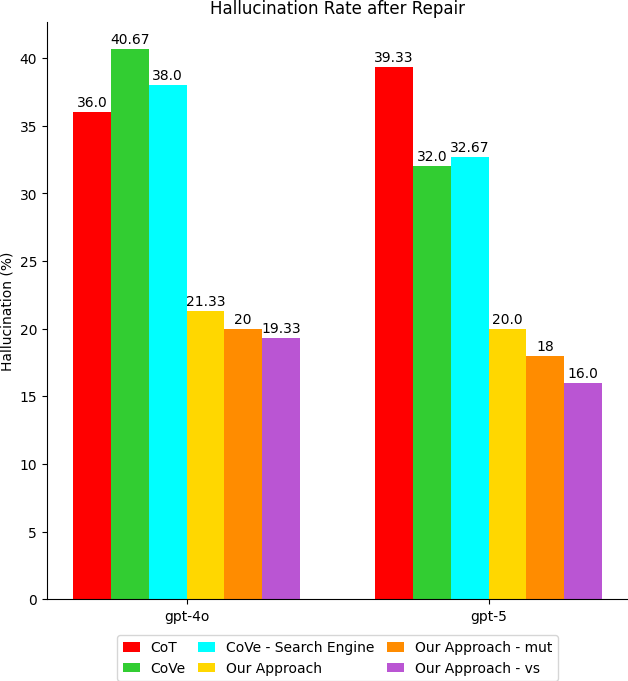 Hallucination Rate after Repair
Hallucination (%)
40
35
30
25
20
15
10
5
0
36.0
40.67
38.0
21.33
20
19.33
39.33
32.0
32.67
20.0
18
16.0
gpt-4o
gpt-5
CoT
CoVe
CoVe - Search Engine
Our Approach
Our Approach - mut
Our Approach - vs